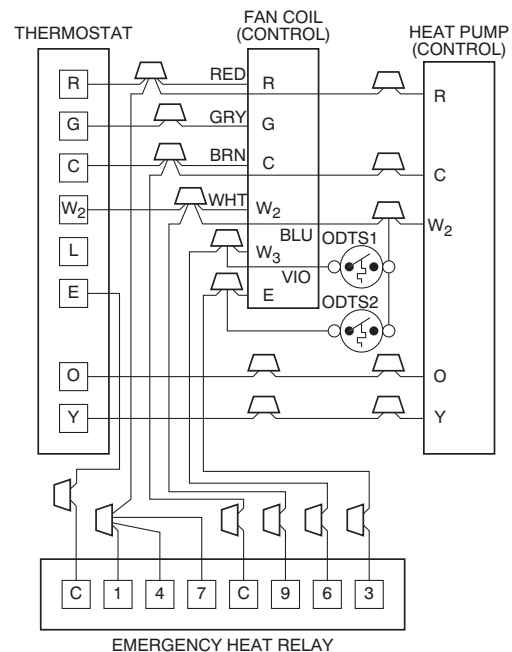 THERMOSTAT
FAN COIL
(CONTROL)
HEAT PUMP
(CONTROL)
R
RED
R
R
G
GRY
G
C
BRN
C
C
W2
WHT
W2
W2
L
BLU
ODTS1
W3
VIO
E
E
ODTS2
O
O
Y
Y
C
1
4
7
C
9
6
3
EMERGENCY HEAT RELAY